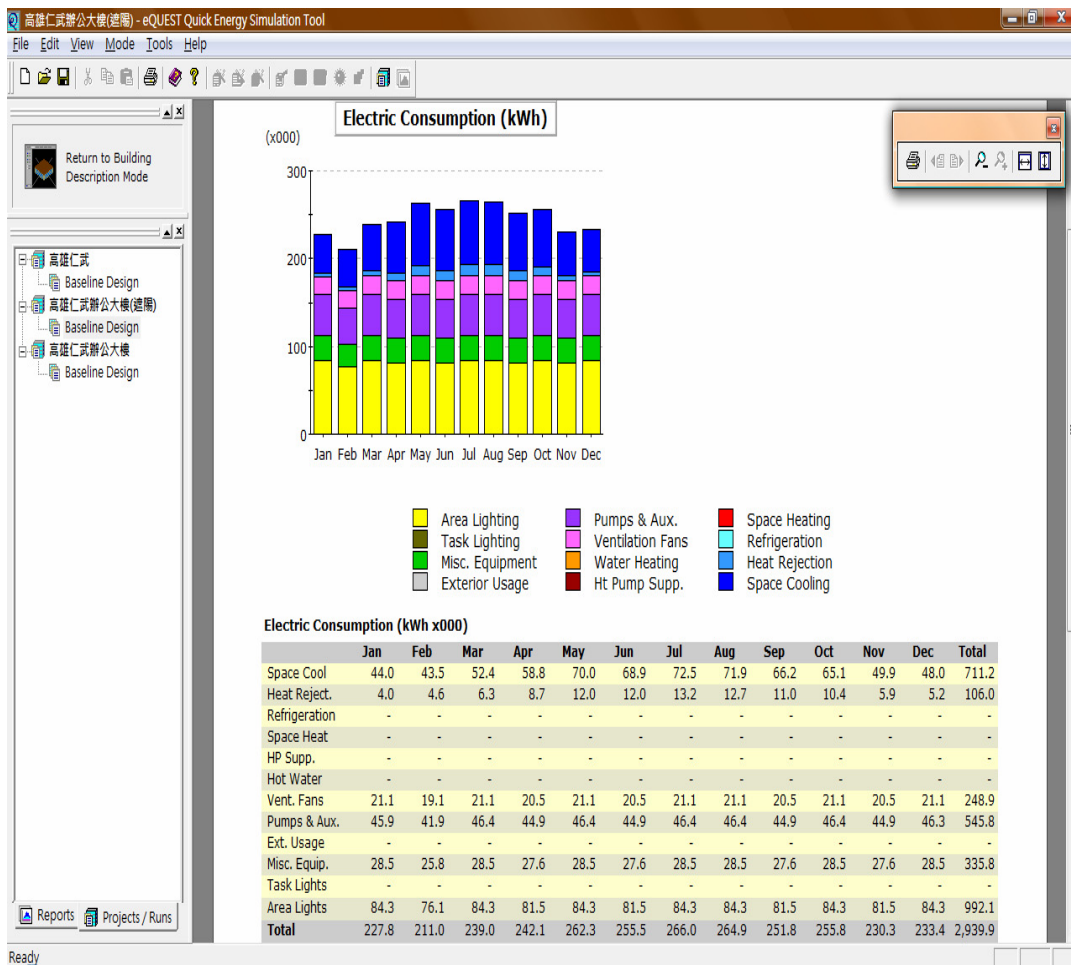 高雄仁武辦公大樓(遮陽) - eQUEST Quick Energy Simulation Tool
File Edit View Mode Tools Help
Return to Building
Description Mode
高雄仁武
Baseline Design
高雄仁武辦公大樓(遮陽)
Baseline Design
高雄仁武辦公大樓
Baseline Design
Reports Projects / Runs
Ready
Electric Consumption (kWh)
(x000)
300
200
100
0
Jan Feb Mar Apr May Jun Jul Aug Sep Oct Nov Dec
Area Lighting Pumps & Aux. Space Heating
Task Lighting Ventilation Fans Refrigeration
Misc. Equipment Water Heating Heat Rejection
Exterior Usage Ht Pump Supp. Space Cooling
Electric Consumption (kWh x000)
Jan Feb Mar Apr May Jun Jul Aug Sep Oct Nov Dec Total
Space Cool 44.0 43.5 52.4 58.8 70.0 68.9 72.5 71.9 66.2 65.1 49.9 48.0 711.2
Heat Reject. 4.0 4.6 6.3 8.7 12.0 12.0 13.2 12.7 11.0 10.4 5.9 5.2 106.0
Refrigeration - - - - - - - - - - - - -
Space Heat - - - - - - - - - - - - -
HP Supp. - - - - - - - - - - - - -
Hot Water - - - - - - - - - - - - -
Vent. Fans 21.1 19.1 21.1 20.5 21.1 20.5 21.1 21.1 20.5 21.1 20.5 21.1 248.9
Pumps & Aux. 45.9 41.9 46.4 44.9 46.4 44.9 46.4 46.4 44.9 46.4 44.9 46.3 545.8
Ext. Usage - - - - - - - - - - - - -
Misc. Equip. 28.5 25.8 28.5 27.6 28.5 27.6 28.5 28.5 27.6 28.5 27.6 28.5 335.8
Task Lights - - - - - - - - - - - - -
Area Lights 84.3 76.1 84.3 81.5 84.3 81.5 84.3 84.3 81.5 84.3 81.5 84.3 992.1
Total 227.8 211.0 239.0 242.1 262.3 255.5 266.0 264.9 251.8 255.8 230.3 233.4 2,939.9